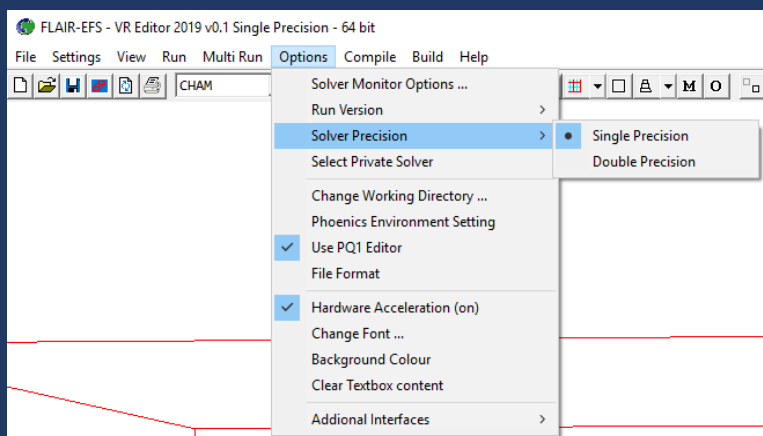 FLAIR-EFS - VR Editor 2019 v0.1 Single Precision - 64 bit
File Settings View Run Multi Run Options Compile Build Help
CHAM
M O
Solver Monitor Options ...
Run Version
Solver Precision
Single Precision
Double Precision
Select Private Solver
Change Working Directory ...
Phoenics Environment Setting
Use PQ1 Editor
File Format
Hardware Acceleration (on)
Change Font ...
Background Colour
Clear Textbox content
Addional Interfaces